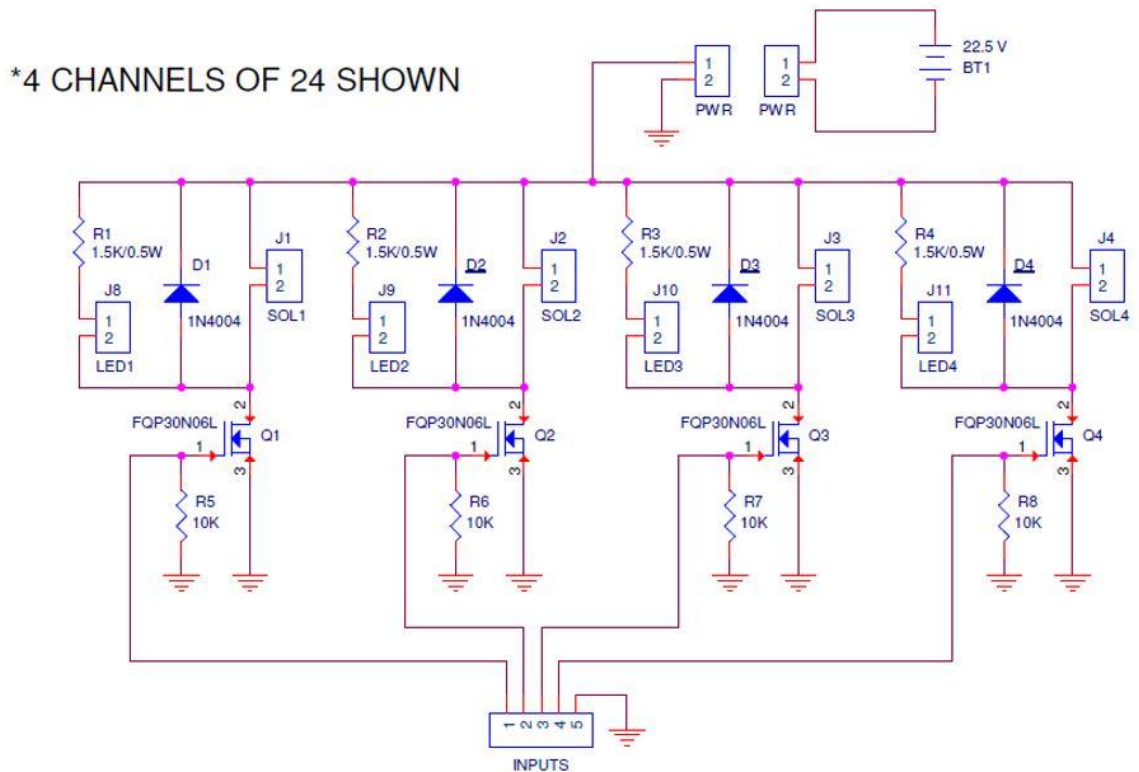 *4 CHANNELS OF 24 SHOWN
1
2
PWR
1
2
PWR
22.5 V
BT1
R1
1.5K/0.5W
J8
1
2
LED1
D1
1N4004
J1
1
2
SOL1
R2
1.5K/0.5W
J9
1
2
LED2
D2
1N4004
J2
1
2
SOL2
R3
1.5K/0.5W
J10
1
2
LED3
D3
1N4004
J3
1
2
SOL3
R4
1.5K/0.5W
J11
1
2
LED4
D4
1N4004
J4
1
2
SOL4
FQP30N06L
2
Q1
1
3
R5
10K
FQP30N06L
2
Q2
1
3
R6
10K
FQP30N06L
2
Q3
1
3
R7
10K
FQP30N06L
2
Q4
1
3
R8
10K
1 2 3 4 5
INPUTS